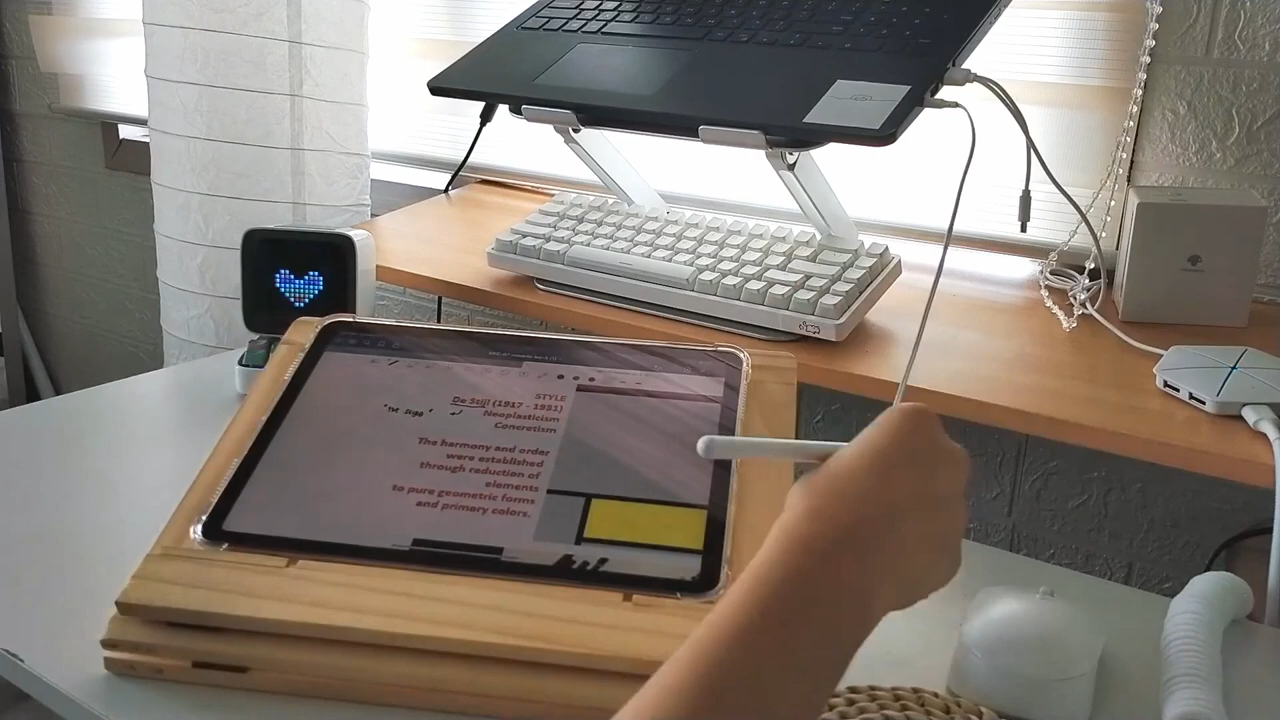 STYLE
De Stijl (1917 - 1931)
Neoplasticism
Concretism
The harmony and order
were established
through reduction of
elements
to pure geometric forms
and primary colors.